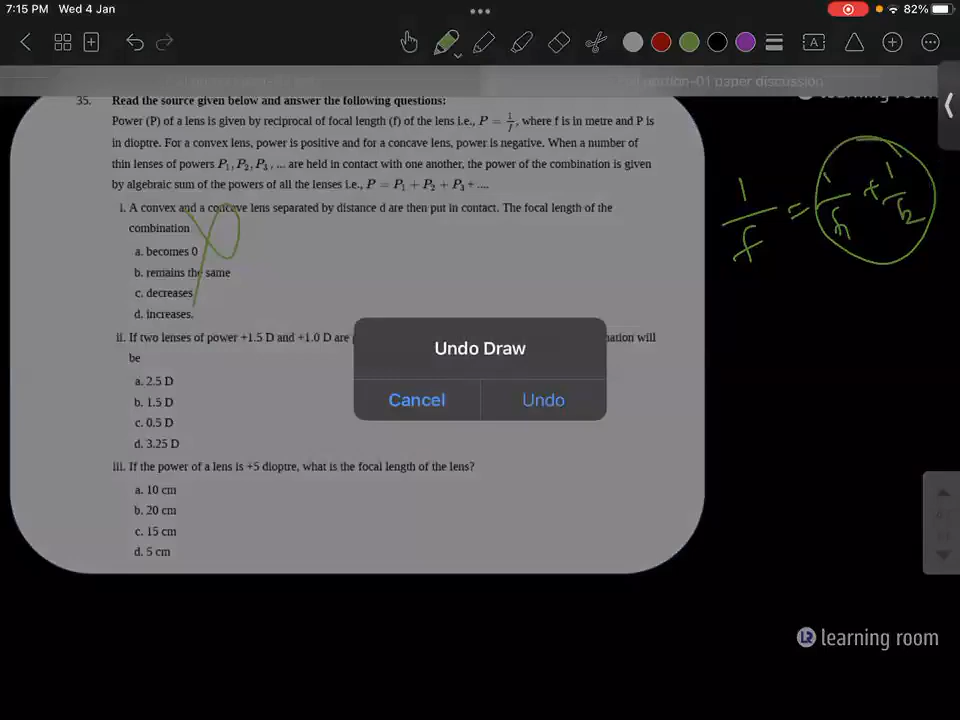 7:15 PM Wed 4 Jan
82%
paper discussion
learning room
35. Read the source given below and answer the following questions:
Power (P) of a lens is given by reciprocal of focal length (f) of the lens i.e., P = 1/f, where f is in metre and P is
in dioptre. For a convex lens, power is positive and for a concave lens, power is negative. When a number of
thin lenses of powers P₁, P₂, P₃, ... are held in contact with one another, the power of the combination is given
by algebraic sum of the powers of all the lenses i.e., P = P₁ + P₂ + P₃ + ....
i. A convex and a concave lens separated by distance d are then put in contact. The focal length of the
combination
a. becomes 0
b. remains the same
c. decreases
d. increases.
1/f = 1/f₁ + 1/f₂
ii. If two lenses of power +1.5 D and +1.0 D are
will
be
a. 2.5 D
b. 1.5 D
c. 0.5 D
d. 3.25 D
Undo Draw
Cancel Undo
iii. If the power of a lens is +5 dioptre, what is the focal length of the lens?
a. 10 cm
b. 20 cm
c. 15 cm
d. 5 cm
learning room